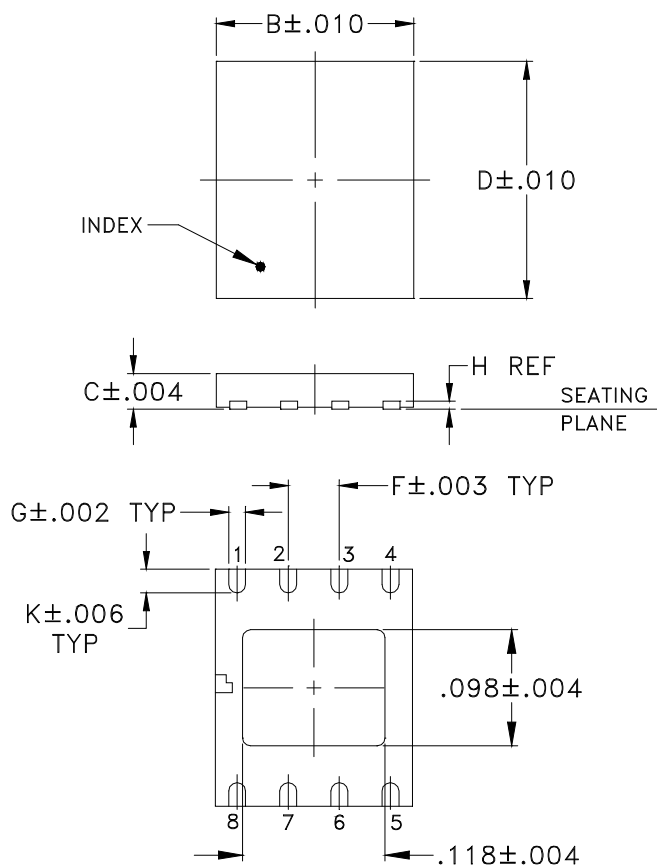 B±.010
D±.010
INDEX
H REF
C±.004
SEATING
PLANE
F±.003 TYP
G±.002 TYP
1 2 3 4
K±.006
TYP
.098±.004
8 7 6 5
.118±.004